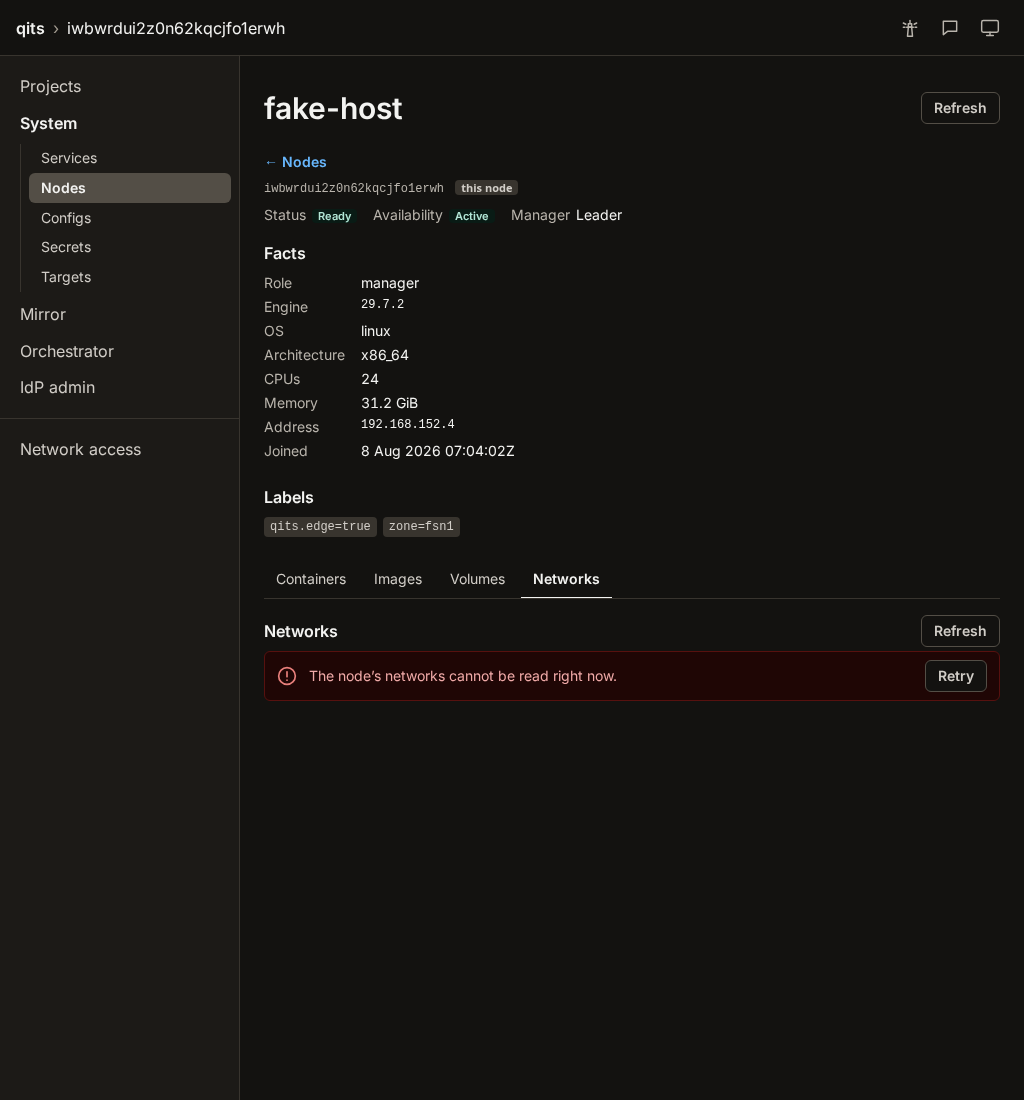 qits › iwbwrdui2z0n62kqcjfo1erwh
Projects
System
Services
Nodes
Configs
Secrets
Targets
Mirror
Orchestrator
IdP admin
Network access
fake-host
Refresh
← Nodes
iwbwrdui2z0n62kqcjfo1erwh this node
Status Ready Availability Active Manager Leader
Facts
Role manager
Engine 29.7.2
OS linux
Architecture x86_64
CPUs 24
Memory 31.2 GiB
Address 192.168.152.4
Joined 8 Aug 2026 07:04:02Z
Labels
qits.edge=true zone=fsn1
Containers Images Volumes Networks
Networks Refresh
The node’s networks cannot be read right now. Retry